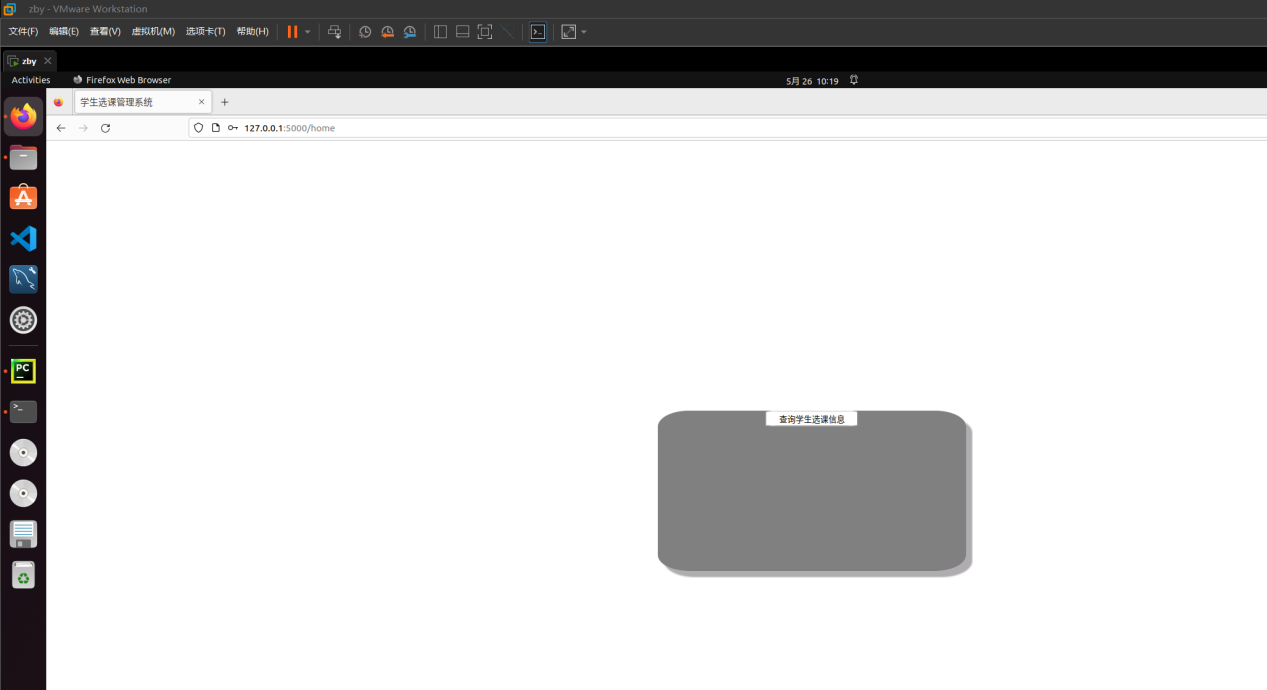 zby - VMware Workstation
文件(F) 编辑(E) 查看(V) 虚拟机(M) 选项卡(T) 帮助(H)
zby
Activities Firefox Web Browser 5月 26 10:19
学生选课管理系统
127.0.0.1:5000/home
PC
查询学生选课信息